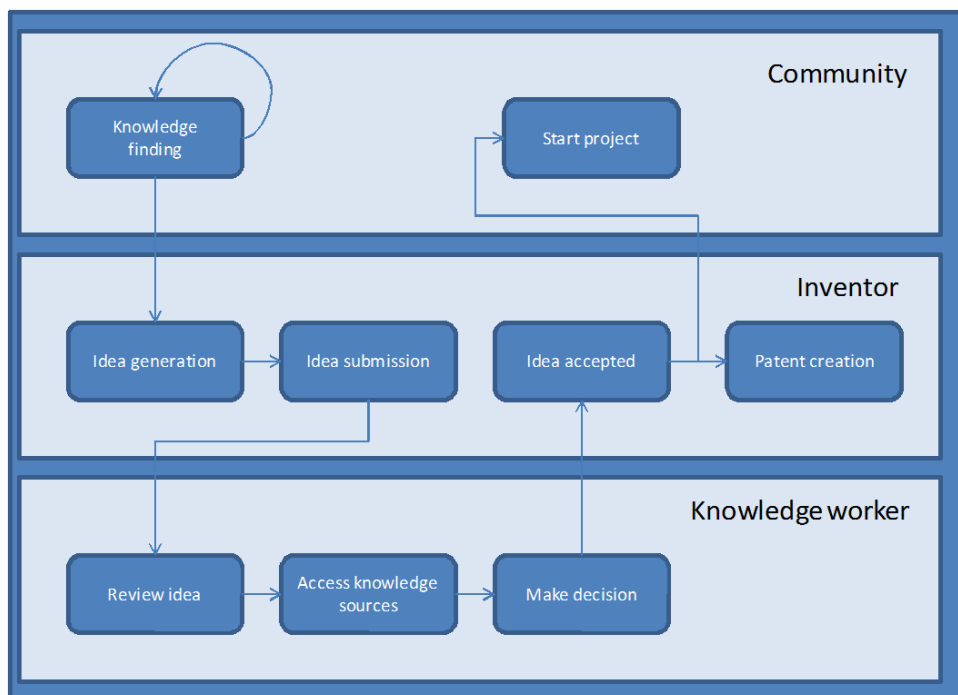 Community
Knowledge
finding
Start project
Inventor
Idea generation
Idea submission
Idea accepted
Patent creation
Knowledge worker
Review idea
Access knowledge
sources
Make decision